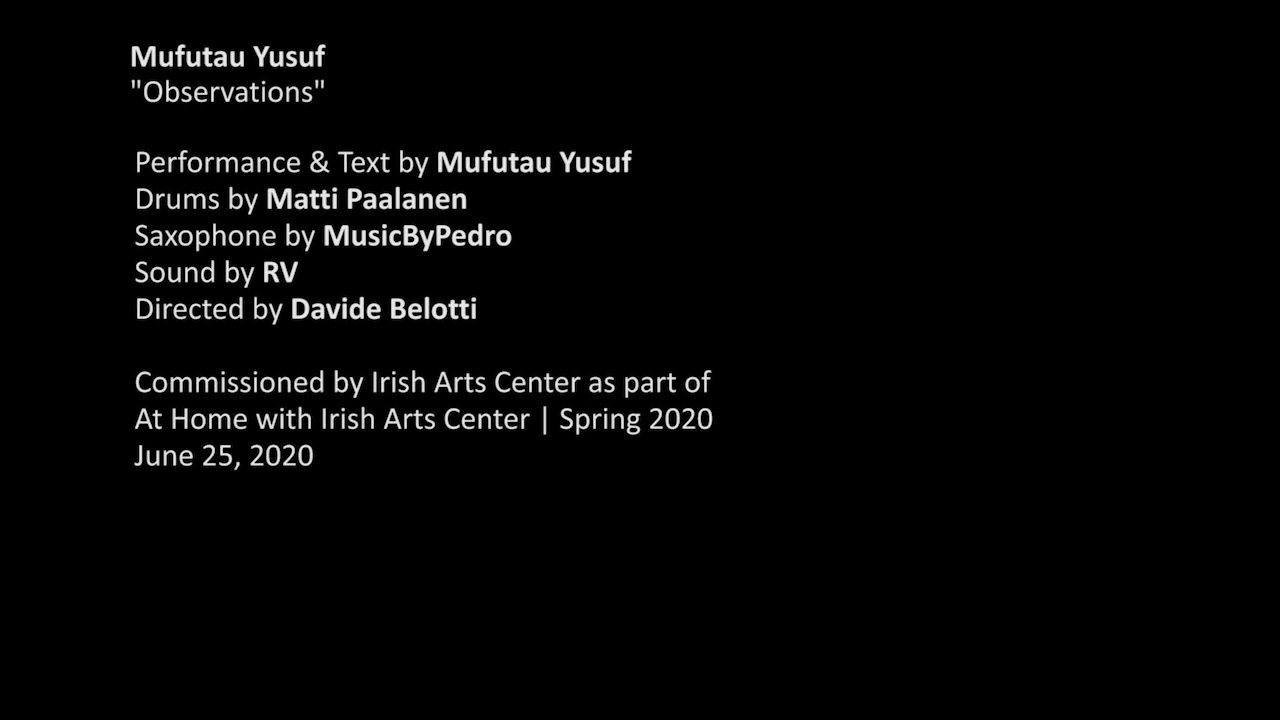 Mufutau Yusuf
"Observations"
Performance & Text by Mufutau Yusuf
Drums by Matti Paalanen
Saxophone by MusicByPedro
Sound by RV
Directed by Davide Belotti
Commissioned by Irish Arts Center as part of
At Home with Irish Arts Center | Spring 2020
June 25, 2020